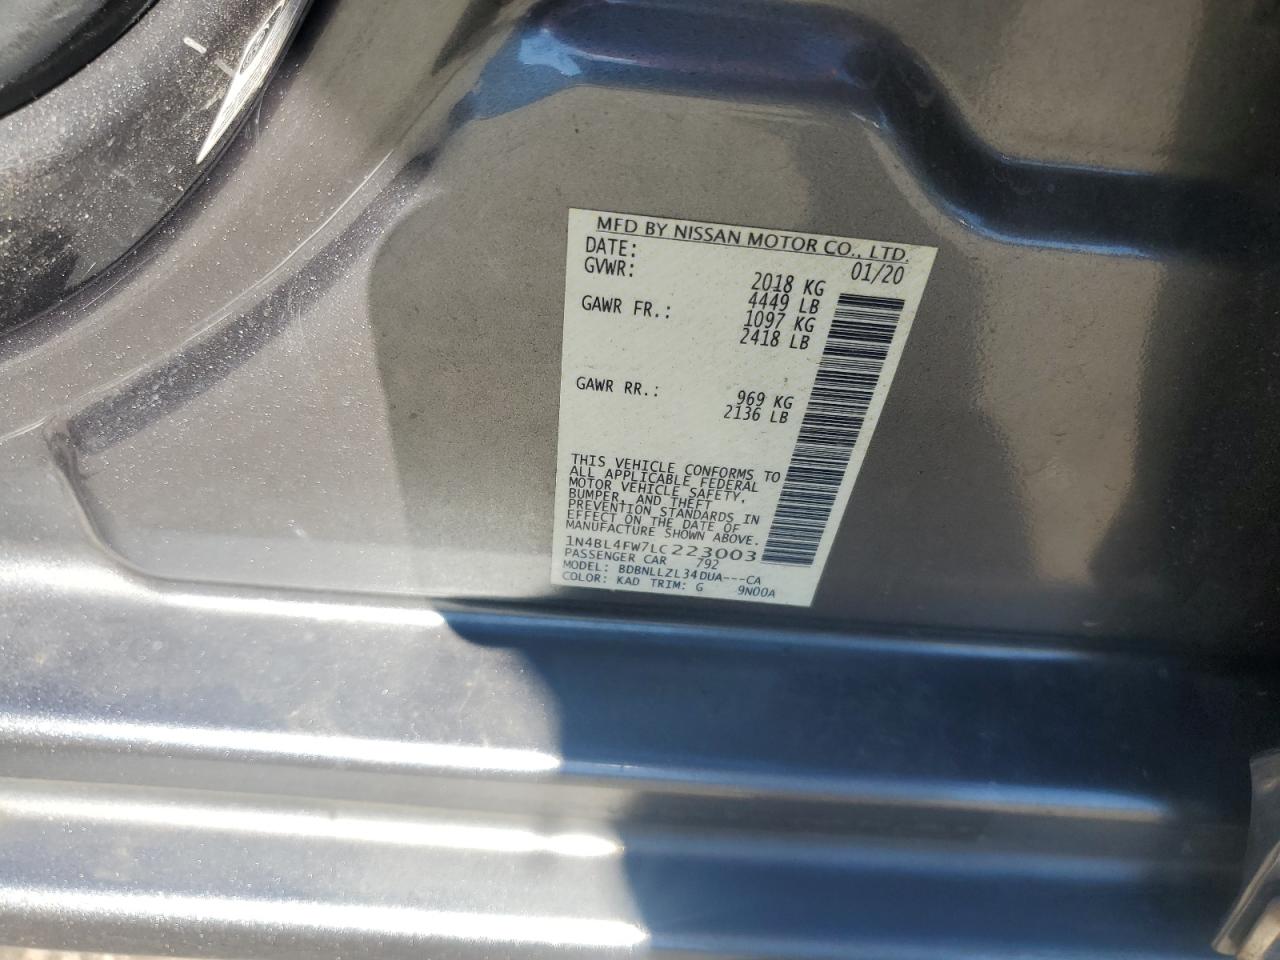 MFD BY NISSAN MOTOR CO., LTD.
DATE: 01/20
GVWR: 2018 KG
4449 LB
GAWR FR.: 1097 KG
2418 LB
GAWR RR.: 969 KG
2136 LB
THIS VEHICLE CONFORMS TO
ALL APPLICABLE FEDERAL
MOTOR VEHICLE SAFETY,
BUMPER, AND THEFT
PREVENTION STANDARDS IN
EFFECT ON THE DATE OF
MANUFACTURE SHOWN ABOVE.
1N4BL4FW7LC223003
PASSENGER CAR 792
MODEL: BDBNLLZL34DUA---CA
COLOR: KAD TRIM: G 9N00A